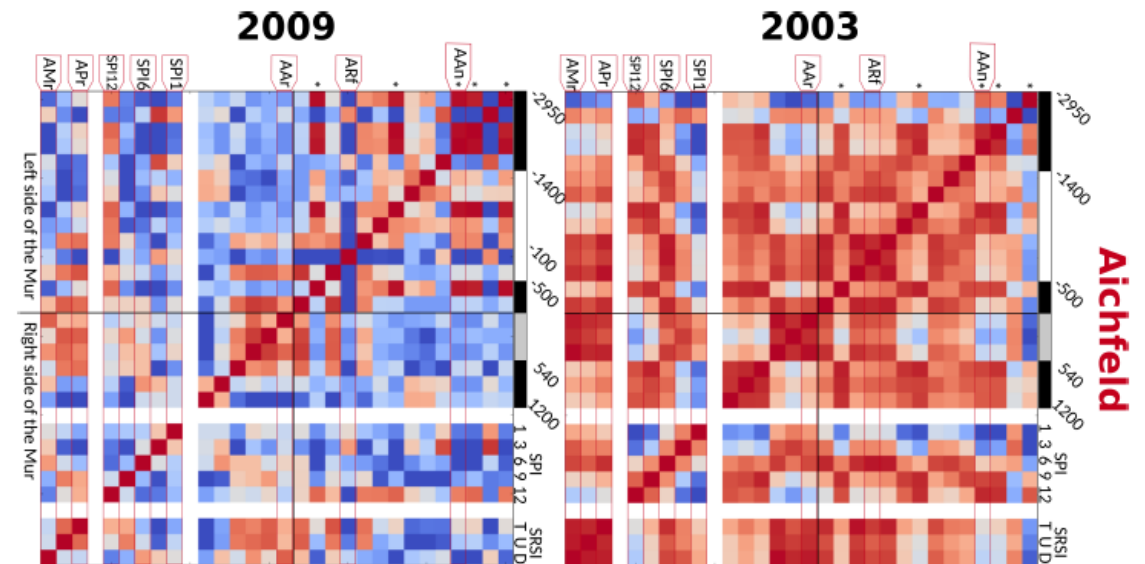 2009
2003
AMr APr SPI12 SPI6 SPI1 AAr * ARf * AAn * * *
AMr APr SPI12 SPI6 SPI1 AAr * ARf * AAn * * *
Left side of the Mur
Right side of the Mur
-2950
-1400
-100
-500
540
1200
1 3 6 9 12
SPI
T U D
SRSI
-2950
-1400
-100
-500
540
1200
1 3 6 9 12
SPI
T U D
SRSI
Aichfeld